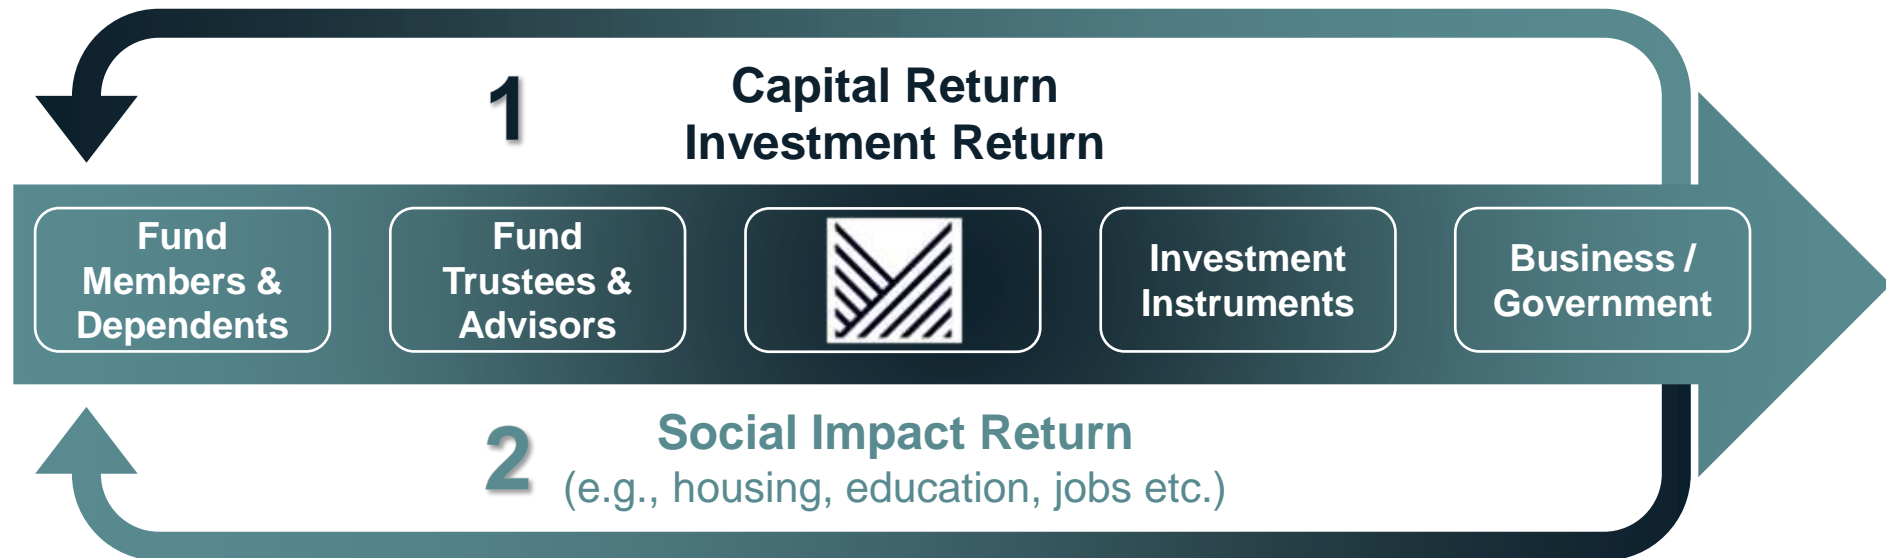 1
Capital Return
Investment Return
Fund
Members &
Dependents
Fund
Trustees &
Advisors
Investment
Instruments
Business /
Government
2
Social Impact Return
(e.g., housing, education, jobs etc.)